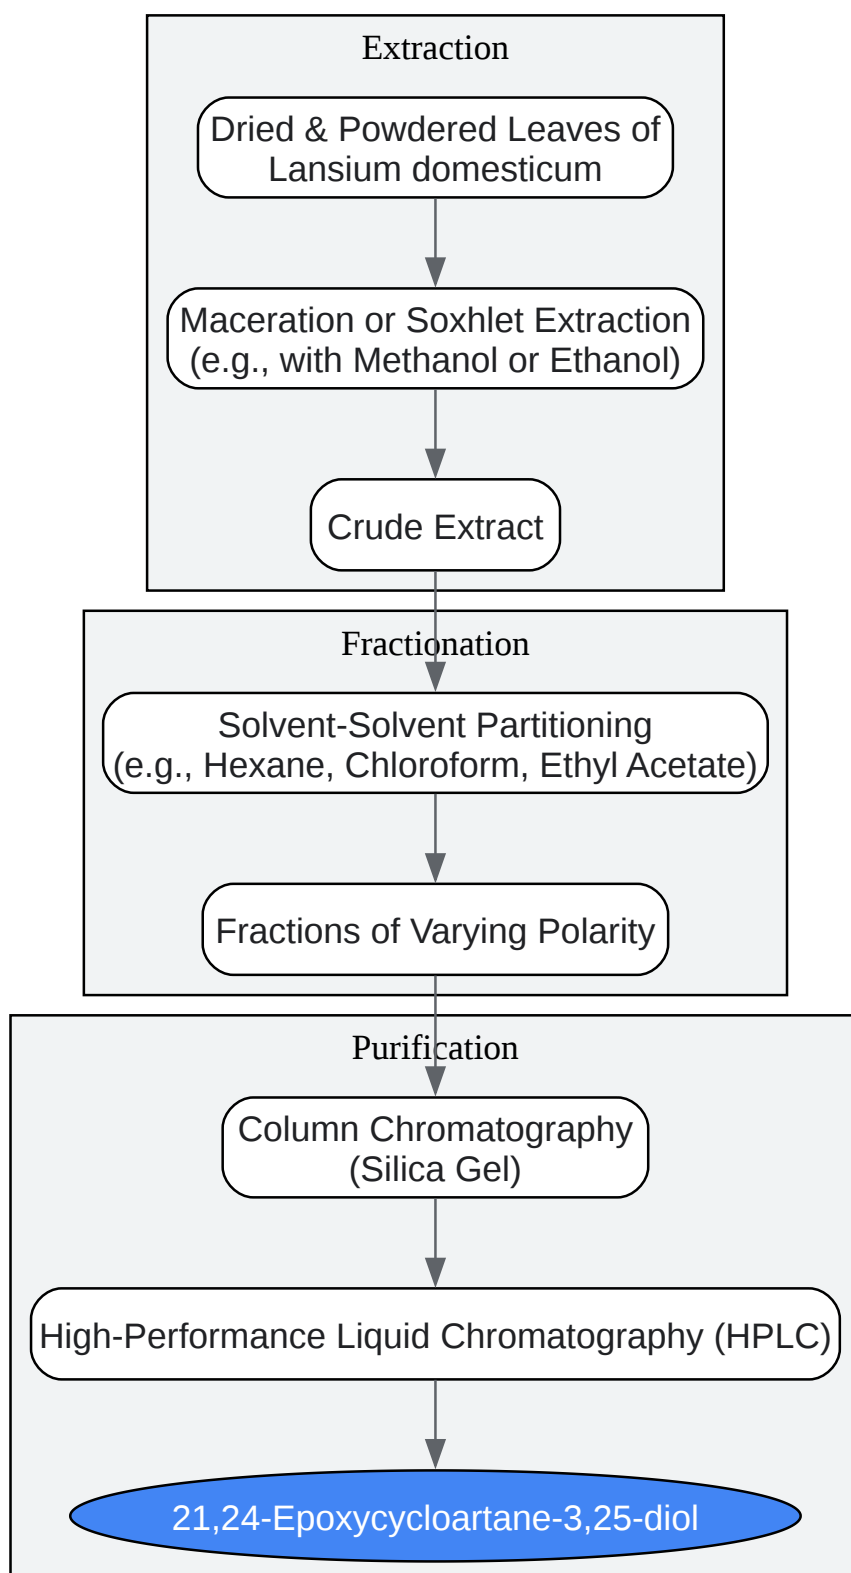 Extraction
Dried & Powdered Leaves of
Lansium domesticum
Maceration or Soxhlet Extraction
(e.g., with Methanol or Ethanol)
Crude Extract
Fractionation
Solvent-Solvent Partitioning
(e.g., Hexane, Chloroform, Ethyl Acetate)
Fractions of Varying Polarity
Purification
Column Chromatography
(Silica Gel)
High-Performance Liquid Chromatography (HPLC)
21,24-Epoxycycloartane-3,25-diol